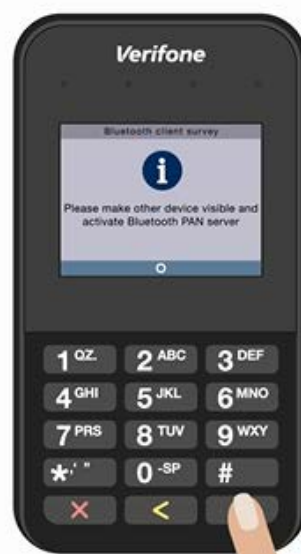 Verifone
Bluetooth client survey
i
Please make other device visible and
activate Bluetooth PAN server
O
1 QZ. 2 ABC 3 DEF
4 GHI 5 JKL 6 MNO
7 PRS 8 TUV 9 WXY
*,' " 0 -SP #
X <